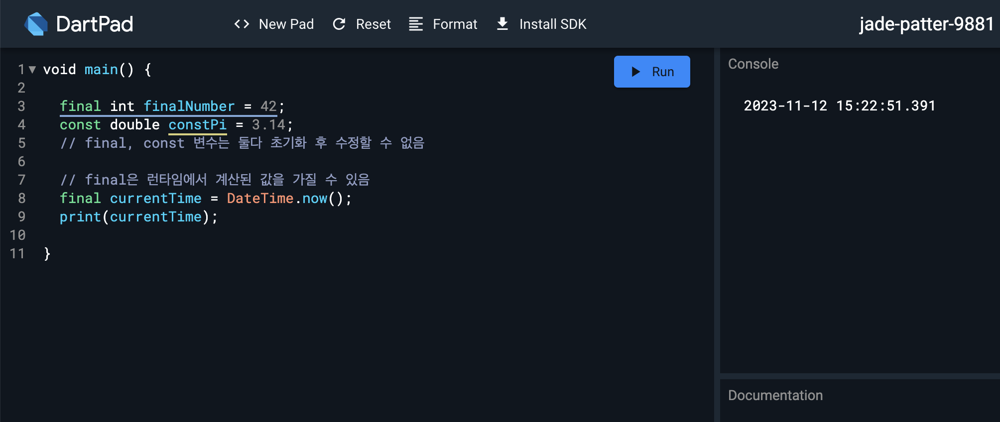 DartPad
New Pad
Reset
Format
Install SDK
jade-patter-9881
1 void main() {
2
3 final int finalNumber = 42;
4 const double constPi = 3.14;
5 // final, const 변수는 둘다 초기화 후 수정할 수 없음
6
7 // final은 런타임에서 계산된 값을 가질 수 있음
8 final currentTime = DateTime.now();
9 print(currentTime);
10
11 }
Run
Console
2023-11-12 15:22:51.391
Documentation